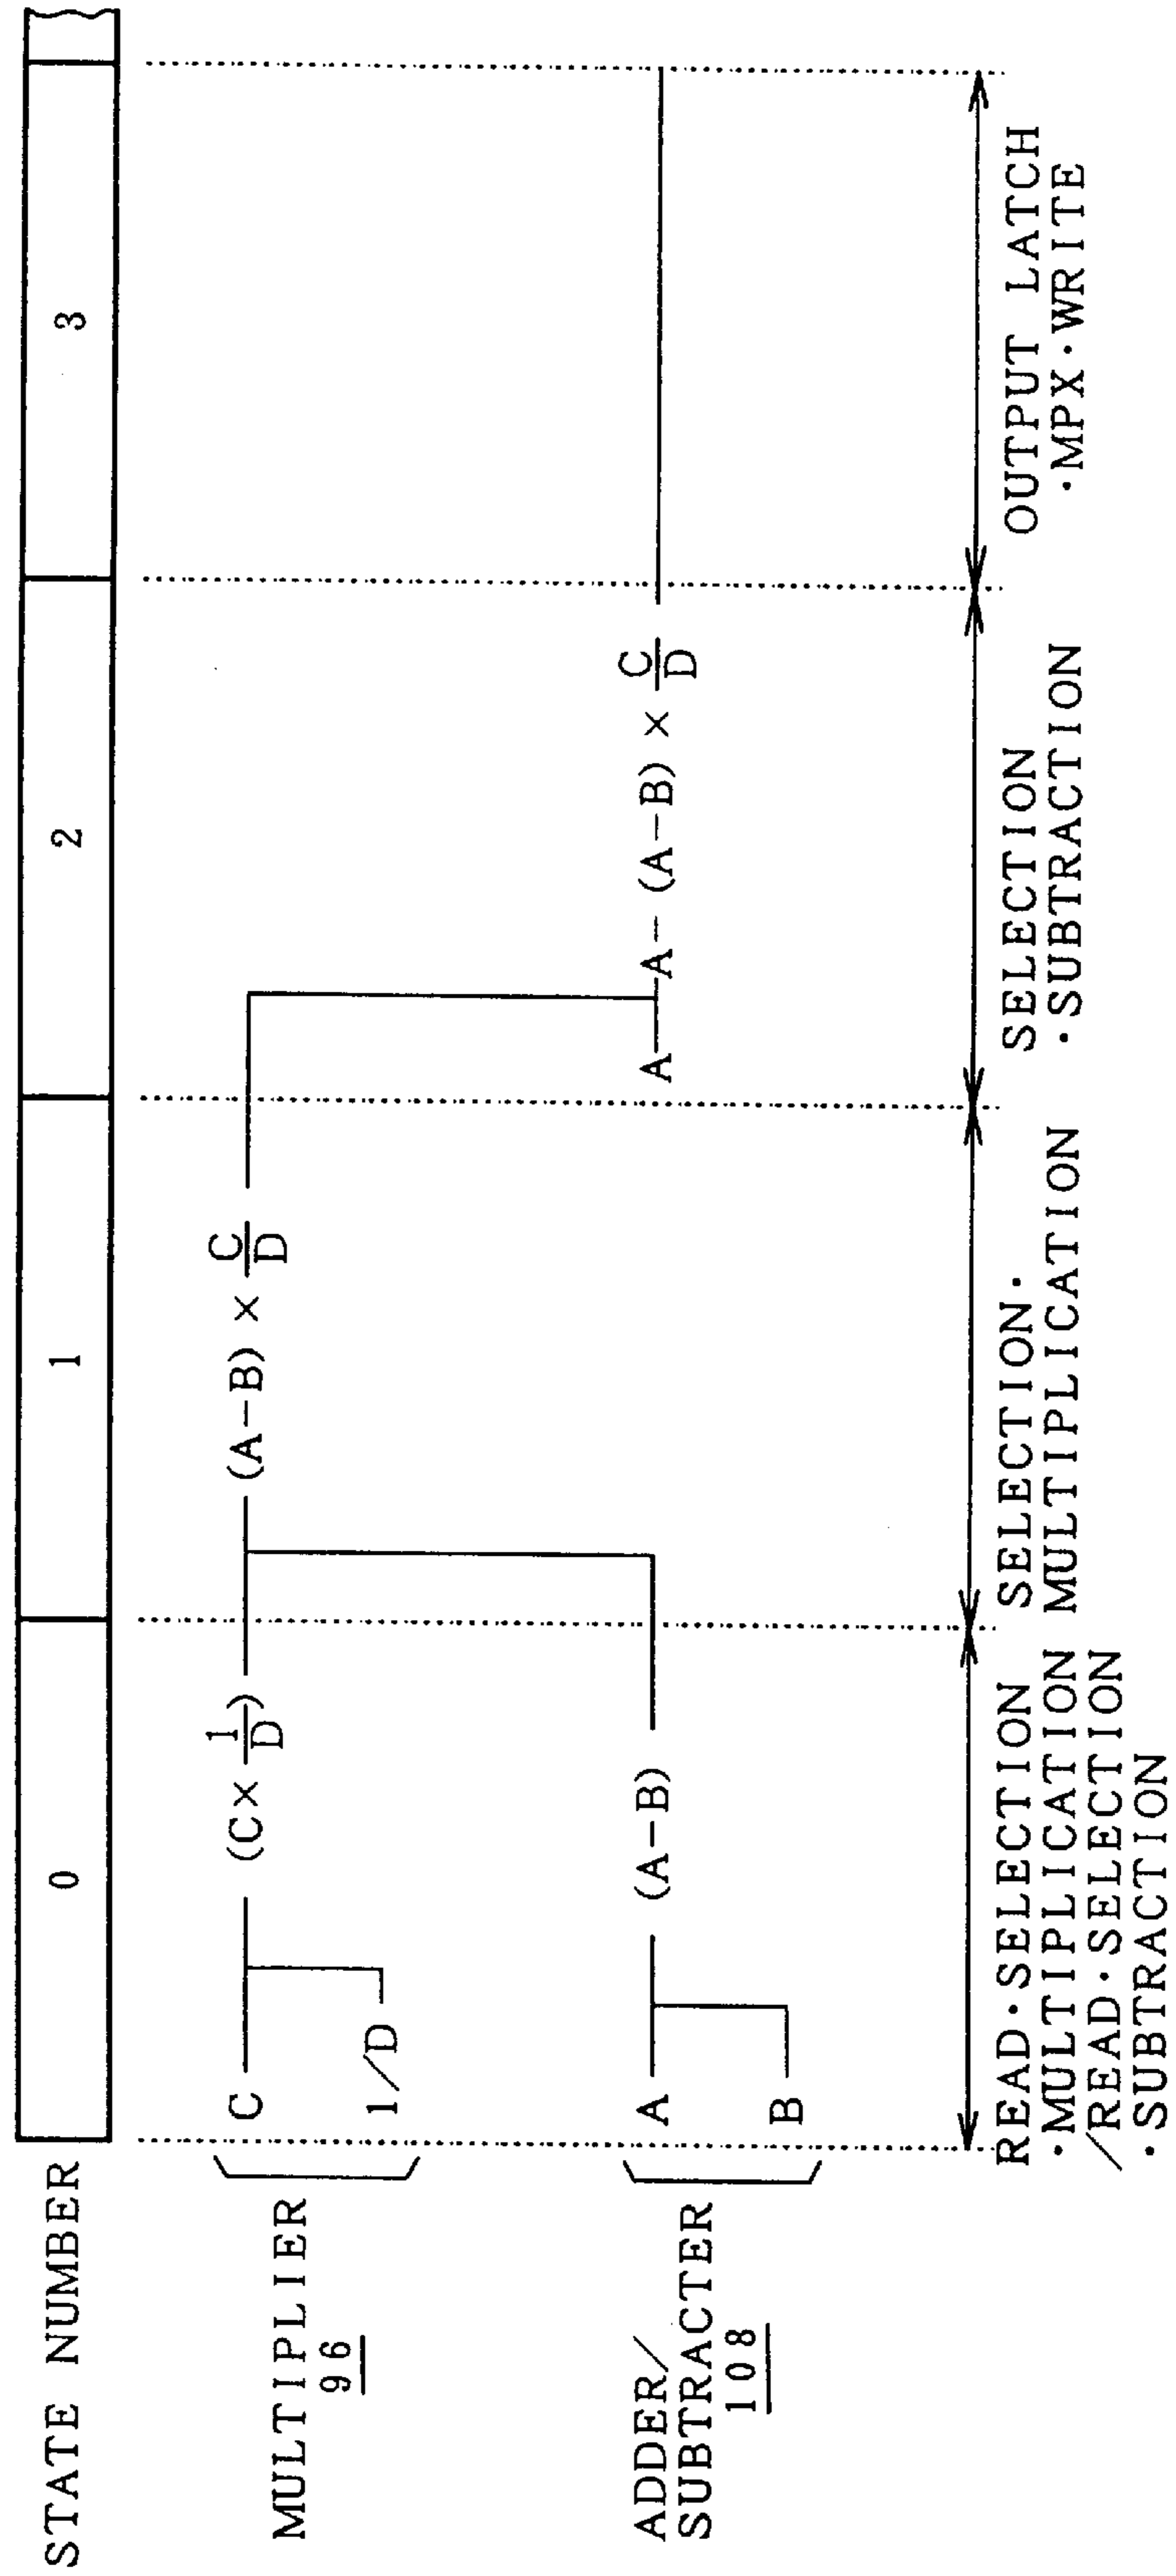 STATE NUMBER
0
1
2
3
MULTIPLIER
96
C
1/D
(C×1/D)
(A−B)×C/D
ADDER/
SUBTRACTER
108
A
B
(A−B)
A
A−(A−B)×C/D
READ·SELECTION
·MULTIPLICATION
/READ·SELECTION
·SUBTRACTION
SELECTION·
MULTIPLICATION
SELECTION
·SUBTRACTION
OUTPUT LATCH
·MPX·WRITE